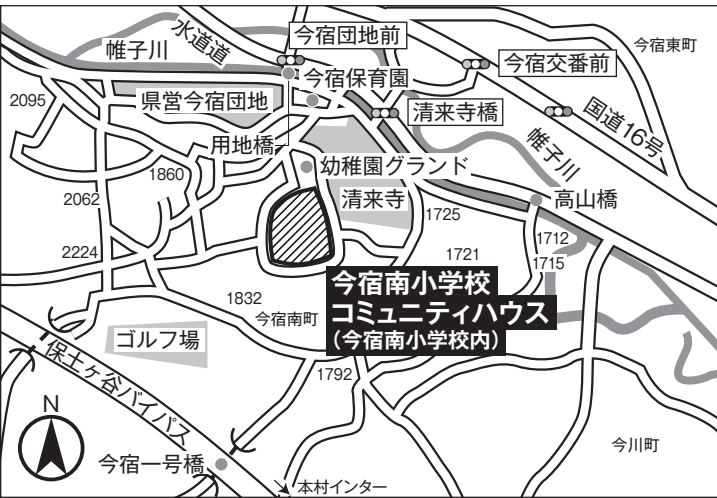 水道道
今宿団地前
今宿東町
帷子川
今宿交番前
今宿保育園
2095
県営今宿団地
清来寺橋
国道16号
用地橋
幼稚園グランド
帷子川
1860
2062
清来寺
高山橋
1725
1712
2224
1721
1715
今宿南小学校
コミュニティハウス
(今宿南小学校内)
1832
今宿南町
ゴルフ場
保土ヶ谷バイパス
1792
N
今川町
今宿一号橋
本村インター